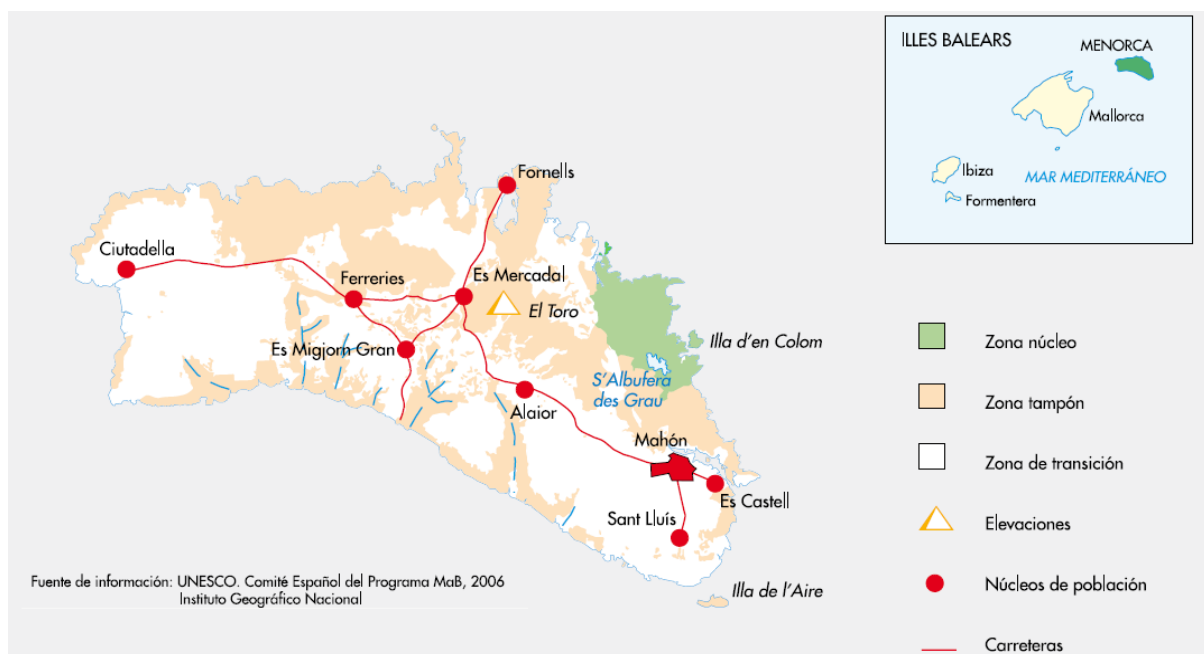 ILLES BALEARS
MENORCA
Mallorca
Ibiza
MAR MEDITERRÁNEO
Formentera
Fornells
Ciutadella
Ferreries
Es Mercadal
El Toro
Es Migjorn Gran
Illa d'en Colom
S'Albufera
des Grau
Alaior
Mahón
Es Castell
Sant Lluís
Illa de l'Aire
Zona núcleo
Zona tampón
Zona de transición
Elevaciones
Núcleos de población
Carreteras
Fuente de información: UNESCO. Comité Español del Programa MaB, 2006
Instituto Geográfico Nacional